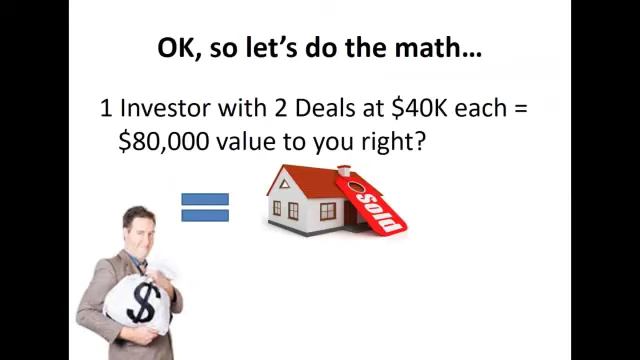 OK, so let's do the math...
1 Investor with 2 Deals at $40K each =
$80,000 value to you right?
Sold
$